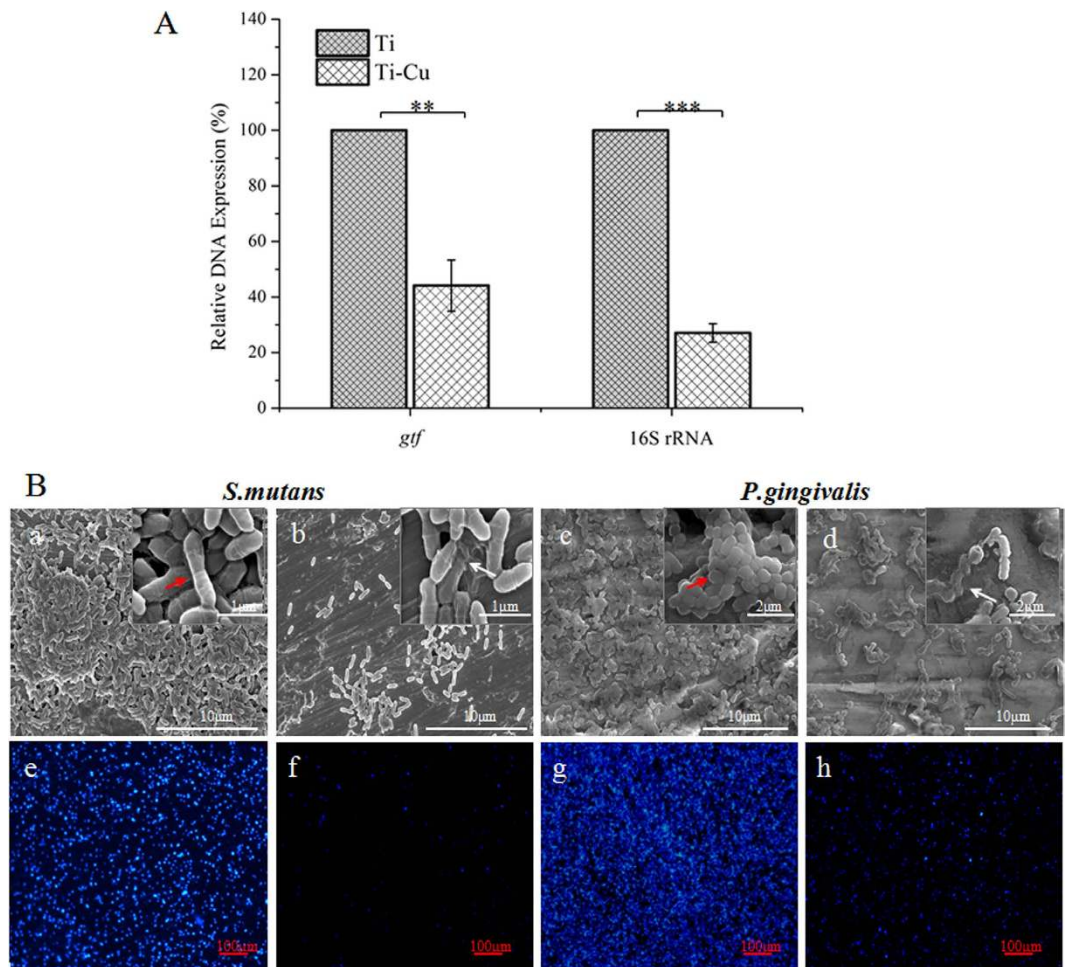 A
140
120
100
80
60
40
20
0
Relative DNA Expression (%)
Ti
Ti-Cu
**
***
gtf
16S rRNA
B
S.mutans
P.gingivalis
a
1μm
10μm
b
1μm
10μm
c
2μm
10μm
d
2μm
10μm
e
100μm
f
100μm
g
100μm
h
100μm